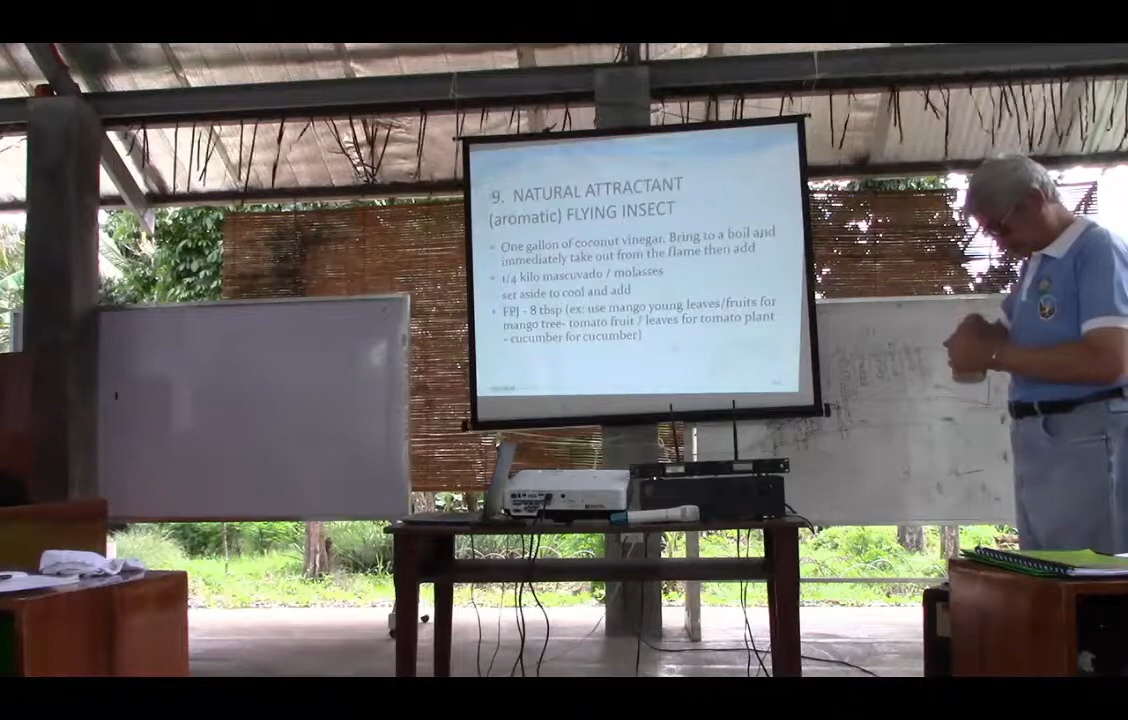 9. NATURAL ATTRACTANT
(aromatic) FLYING INSECT
One gallon of coconut vinegar. Bring to a boil and
immediately take out from the flame then add
1/4 kilo mascuvado / molasses
set aside to cool and add
FPJ - 8 tbsp (ex: use mango young leaves/fruits for
mango tree- tomato fruit / leaves for tomato plant
- cucumber for cucumber)